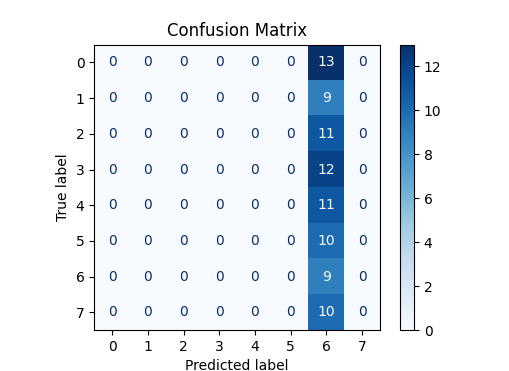 Confusion Matrix
0 0 0 0 0 0 0 13 0
1 0 0 0 0 0 0 9 0
2 0 0 0 0 0 0 11 0
3 0 0 0 0 0 0 12 0
4 0 0 0 0 0 0 11 0
5 0 0 0 0 0 0 10 0
6 0 0 0 0 0 0 9 0
7 0 0 0 0 0 0 10 0
0 1 2 3 4 5 6 7
Predicted label
True label
12
10
8
6
4
2
0